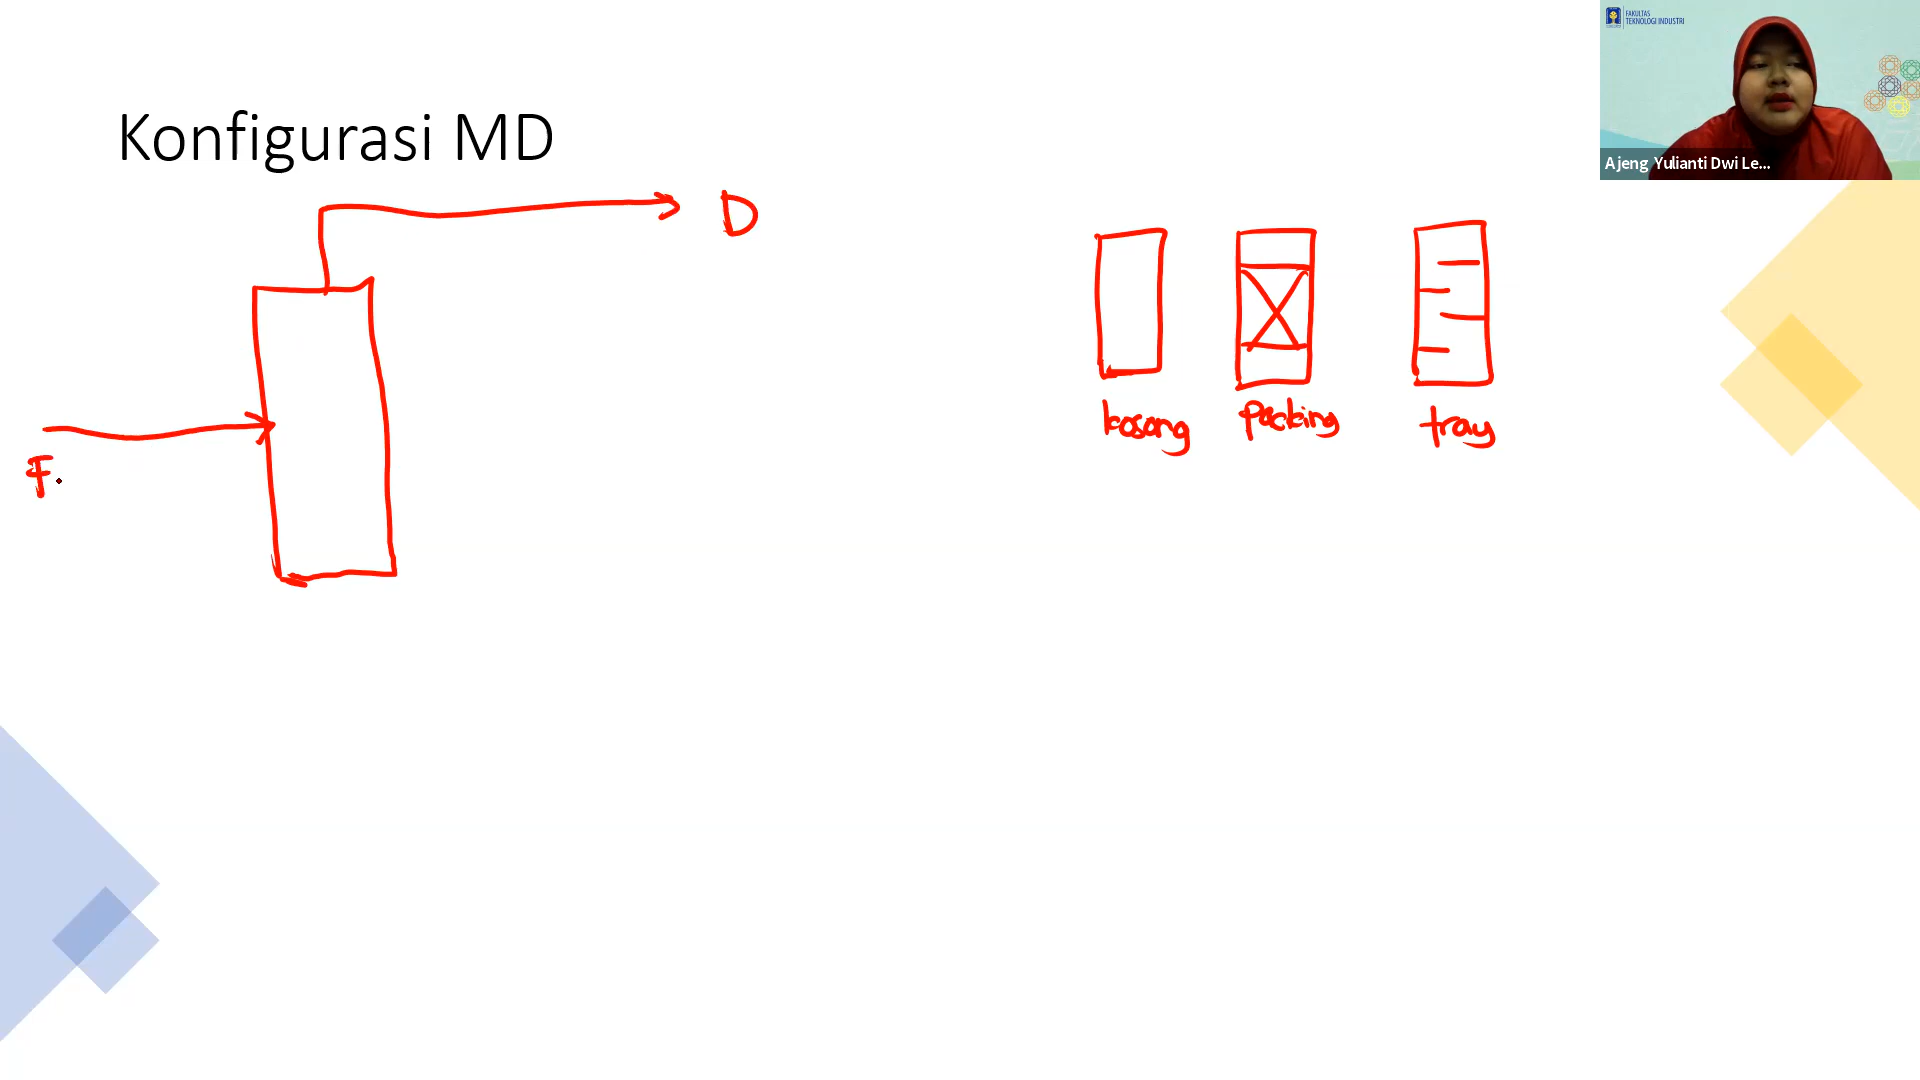 FAKULTAS
TEKNOLOGI INDUSTRI
Ajeng Yulianti Dwi Le...
Konfigurasi MD
D
F
kosong
packing
tray